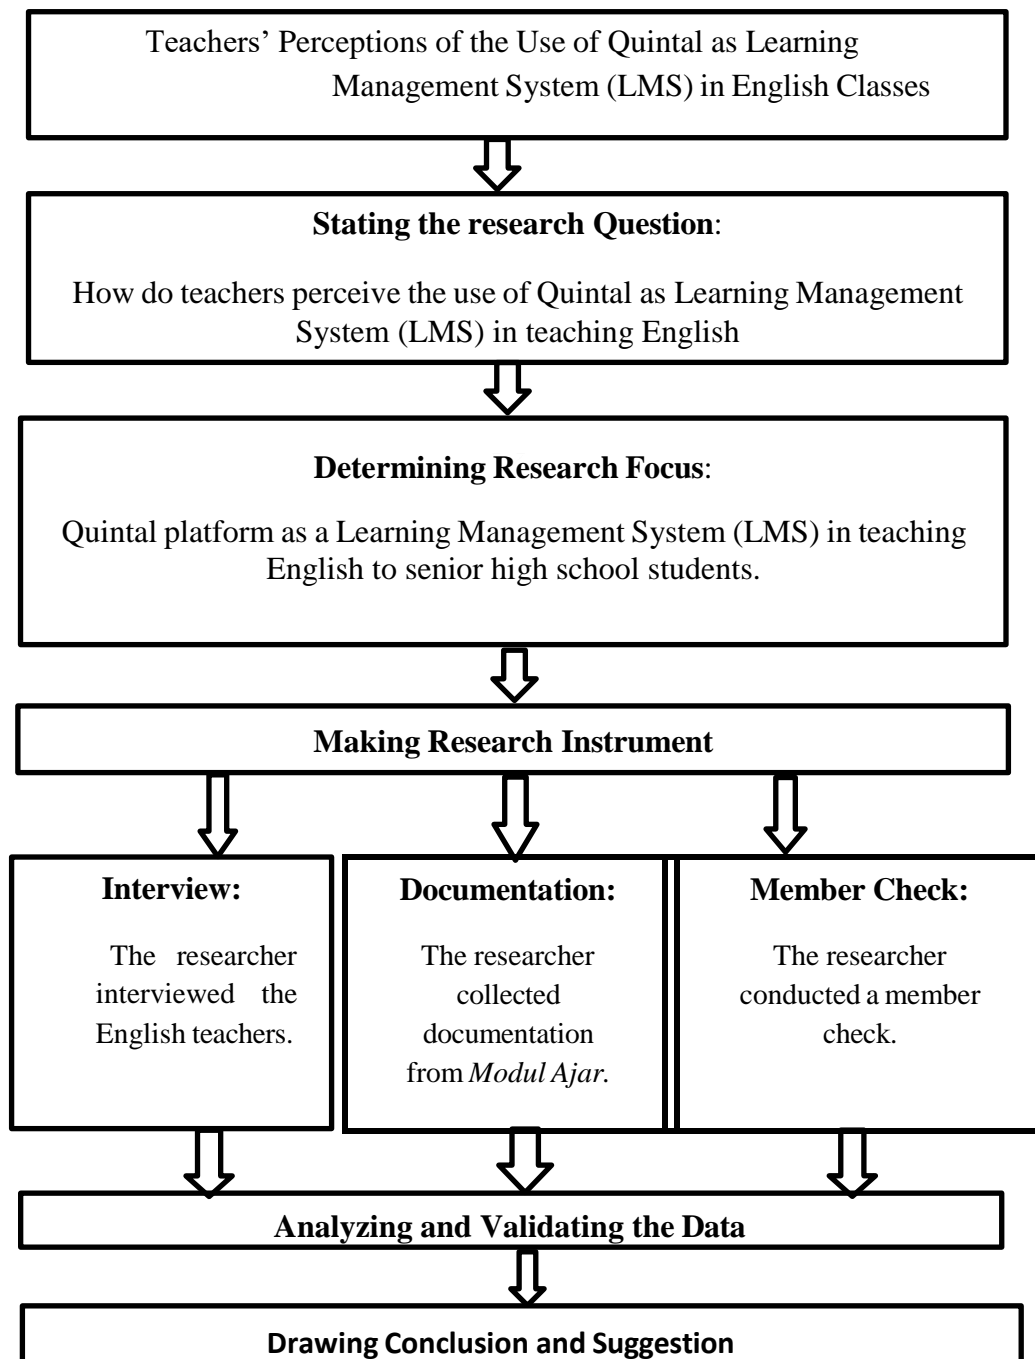 Teachers’ Perceptions of the Use of Quintal as Learning
Management System (LMS) in English Classes
Stating the research Question:
How do teachers perceive the use of Quintal as Learning Management
System (LMS) in teaching English
Determining Research Focus:
Quintal platform as a Learning Management System (LMS) in teaching
English to senior high school students.
Making Research Instrument
Interview:
The researcher
interviewed the
English teachers.
Documentation:
The researcher
collected
documentation
from Modul Ajar.
Member Check:
The researcher
conducted a member
check.
Analyzing and Validating the Data
Drawing Conclusion and Suggestion